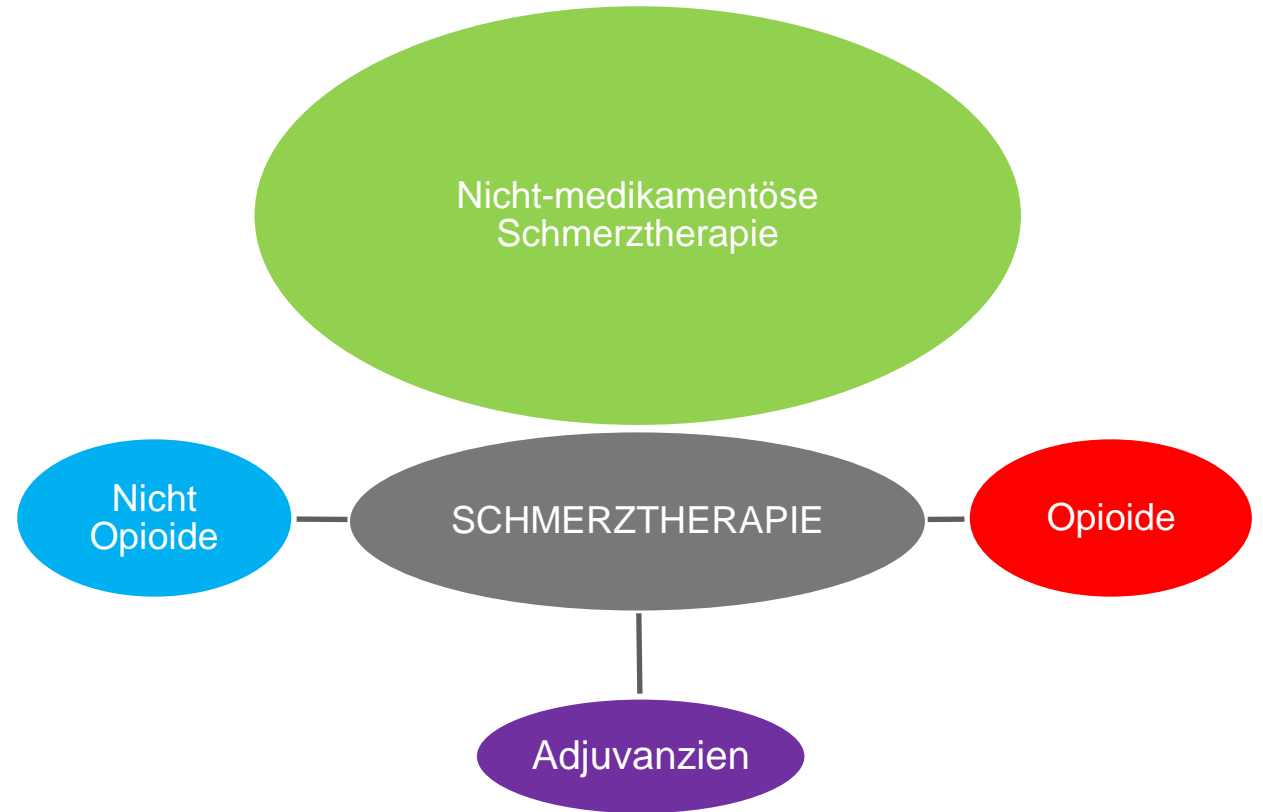 Nicht-medikamentöse
Schmerztherapie
Nicht
Opioide
SCHMERZTHERAPIE
Opioide
Adjuvanzien